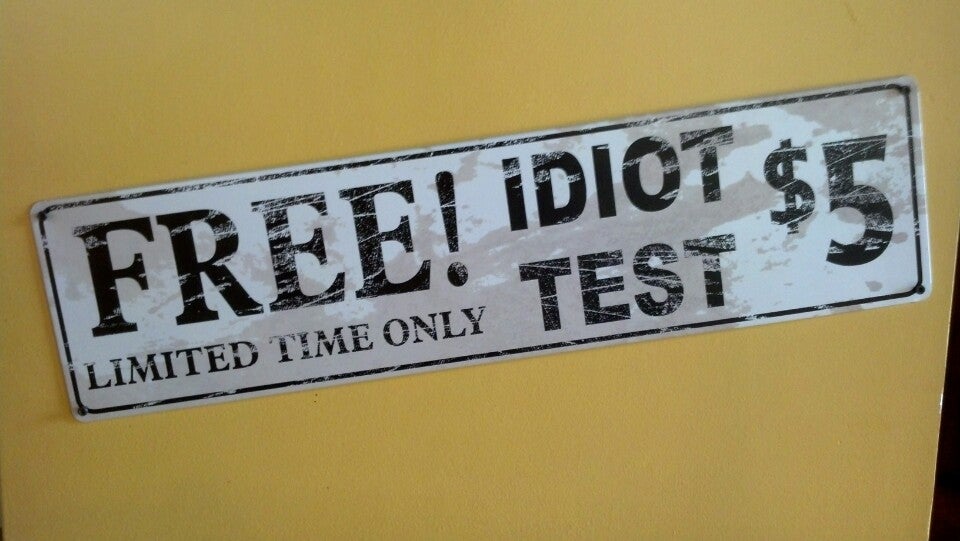 FREE!
LIMITED TIME ONLY
IDIOT
TEST
$5